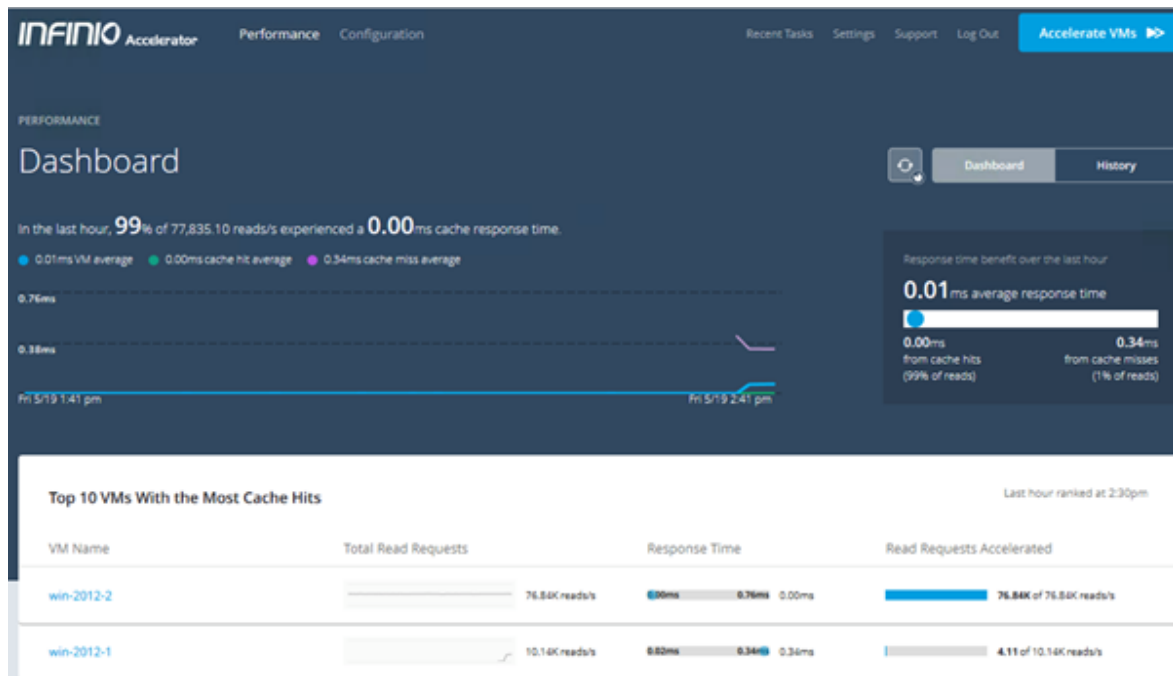 INFINIO Accelerator Performance Configuration Recent Tasks Settings Support Log Out Accelerate VMs
PERFORMANCE
Dashboard
Dashboard History
In the last hour, 99% of 77,835.10 reads/s experienced a 0.00ms cache response time.
0.01ms VM average 0.00ms cache hit average 0.34ms cache miss average
0.76ms
0.38ms
Fri 5/19 1:41 pm Fri 5/19 2:41 pm
Response time benefit over the last hour
0.01ms average response time
0.00ms 0.34ms
from cache hits from cache misses
(99% of reads) (1% of reads)
Top 10 VMs With the Most Cache Hits Last hour ranked at 2:30pm
VM Name Total Read Requests Response Time Read Requests Accelerated
win-2012-2 76.84K reads/s 0.00ms 0.76ms 0.00ms 76.84K of 76.84K reads/s
win-2012-1 10.14K reads/s 0.02ms 0.34ms 0.34ms 4.11 of 10.14K reads/s